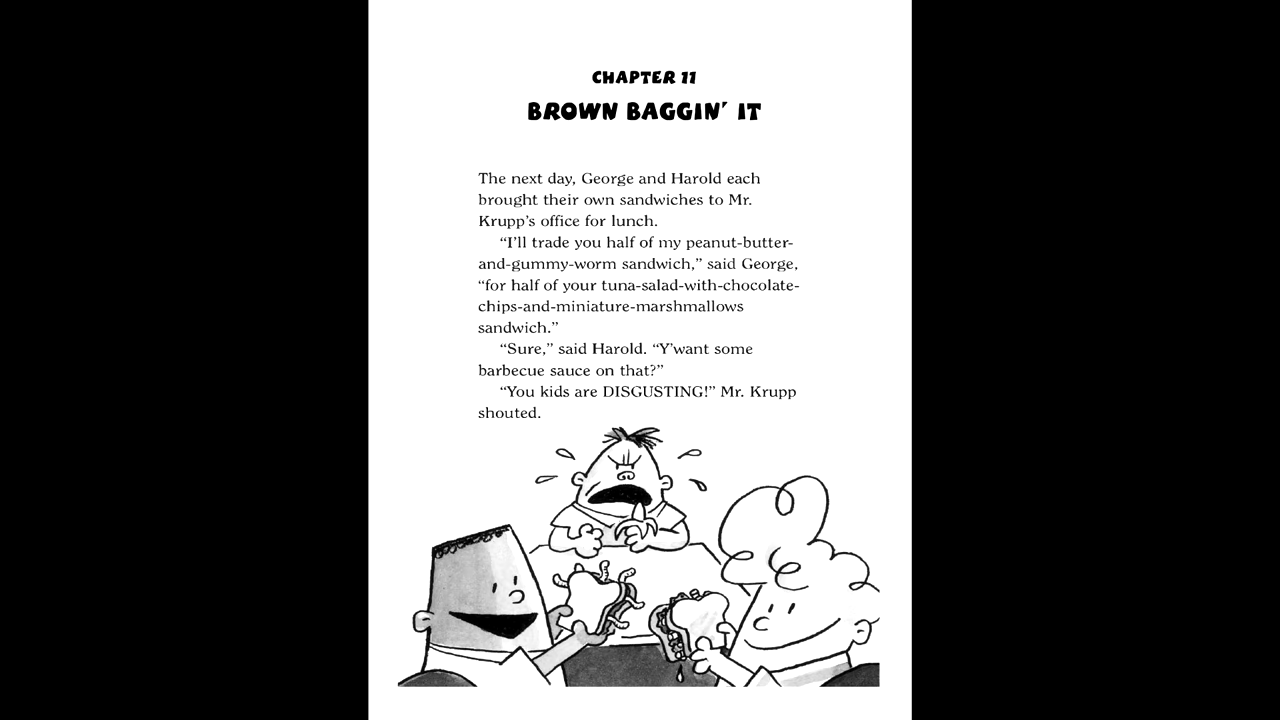 CHAPTER 11
BROWN BAGGIN' IT
The next day, George and Harold each
brought their own sandwiches to Mr.
Krupp's office for lunch.
“I'll trade you half of my peanut-butter-
and-gummy-worm sandwich,” said George,
“for half of your tuna-salad-with-chocolate-
chips-and-miniature-marshmallows
sandwich.”
“Sure,” said Harold. “Y'want some
barbecue sauce on that?”
“You kids are DISGUSTING!” Mr. Krupp
shouted.